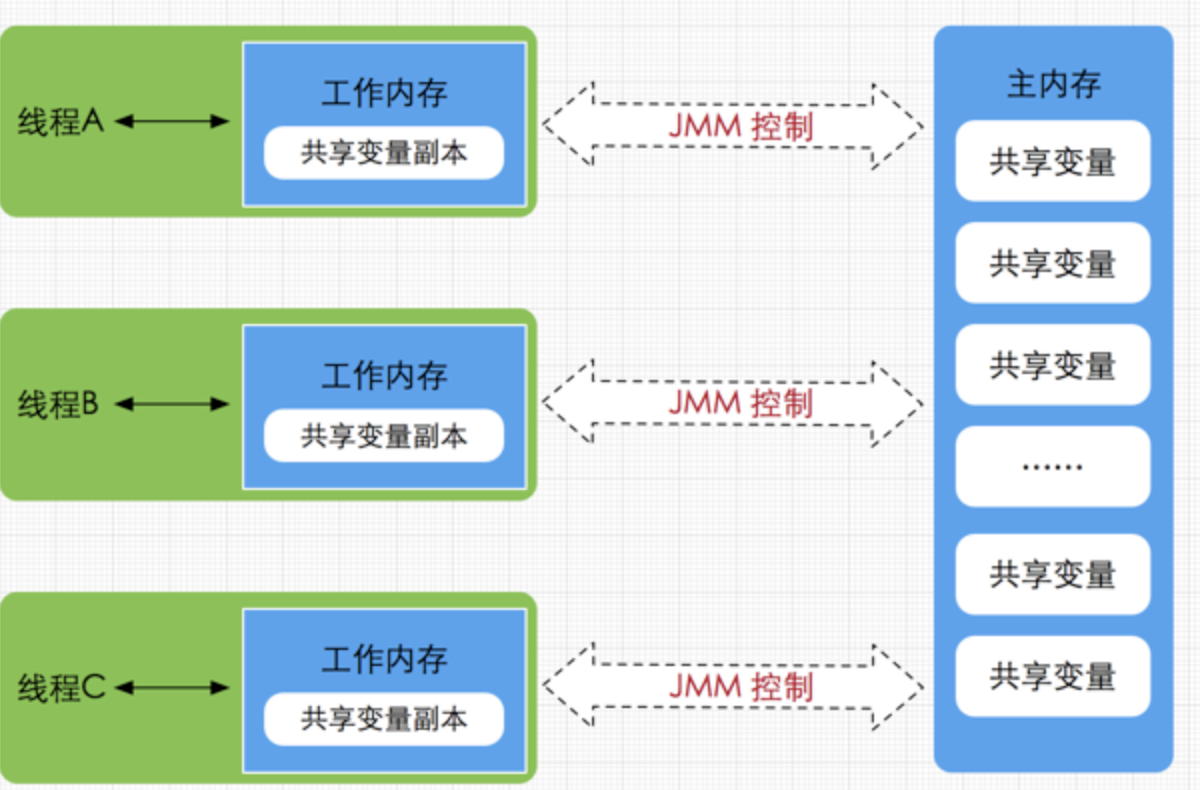 线程A
工作内存
共享变量副本
JMM 控制
线程B
工作内存
共享变量副本
JMM 控制
线程C
工作内存
共享变量副本
JMM 控制
主内存
共享变量
共享变量
共享变量
......
共享变量
共享变量